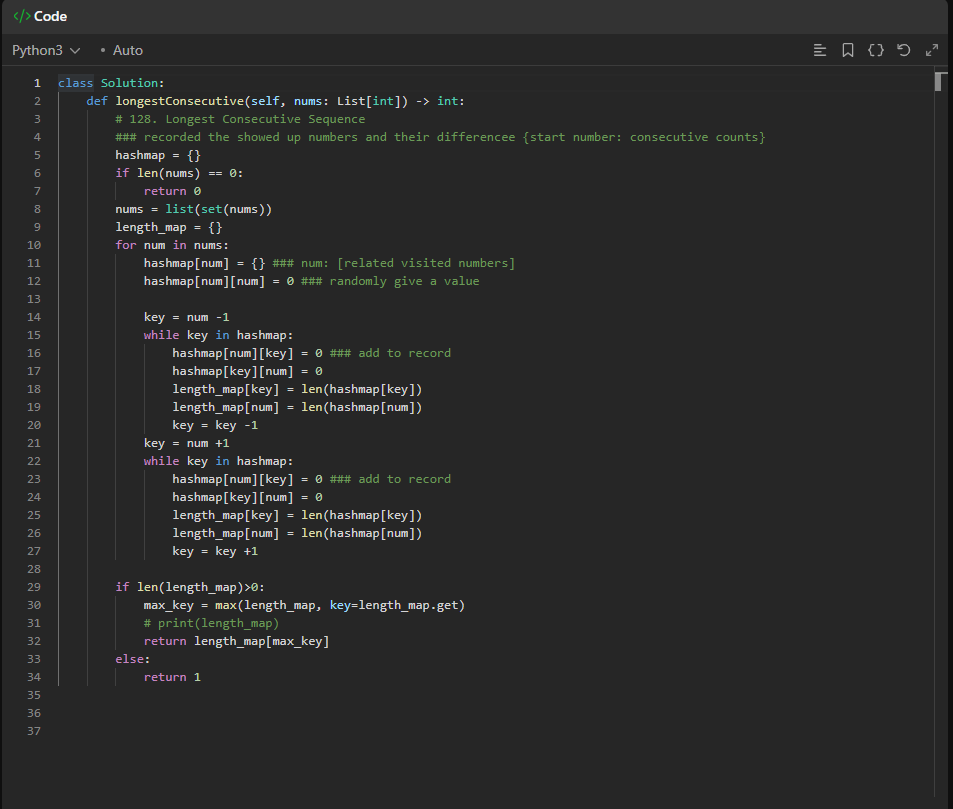 </> Code
Python3 • Auto
1 class Solution:
2 def longestConsecutive(self, nums: List[int]) -> int:
3 # 128. Longest Consecutive Sequence
4 ### recorded the showed up numbers and their differencee {start number: consecutive counts}
5 hashmap = {}
6 if len(nums) == 0:
7 return 0
8 nums = list(set(nums))
9 length_map = {}
10 for num in nums:
11 hashmap[num] = {} ### num: [related visited numbers]
12 hashmap[num][num] = 0 ### randomly give a value
13
14 key = num -1
15 while key in hashmap:
16 hashmap[num][key] = 0 ### add to record
17 hashmap[key][num] = 0
18 length_map[key] = len(hashmap[key])
19 length_map[num] = len(hashmap[num])
20 key = key -1
21 key = num +1
22 while key in hashmap:
23 hashmap[num][key] = 0 ### add to record
24 hashmap[key][num] = 0
25 length_map[key] = len(hashmap[key])
26 length_map[num] = len(hashmap[num])
27 key = key +1
28
29 if len(length_map)>0:
30 max_key = max(length_map, key=length_map.get)
31 # print(length_map)
32 return length_map[max_key]
33 else:
34 return 1
35
36
37